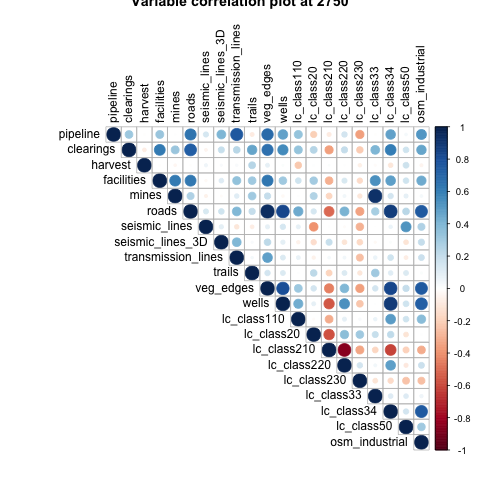 Variable correlation plot at 2750
pipeline
clearings
harvest
facilities
mines
roads
seismic_lines
seismic_lines_3D
transmission_lines
trails
veg_edges
wells
lc_class110
lc_class20
lc_class210
lc_class220
lc_class230
lc_class33
lc_class34
lc_class50
osm_industrial
pipeline
clearings
harvest
facilities
mines
roads
seismic_lines
seismic_lines_3D
transmission_lines
trails
veg_edges
wells
lc_class110
lc_class20
lc_class210
lc_class220
lc_class230
lc_class33
lc_class34
lc_class50
osm_industrial
1
0.8
0.6
0.4
0.2
0
-0.2
-0.4
-0.6
-0.8
-1